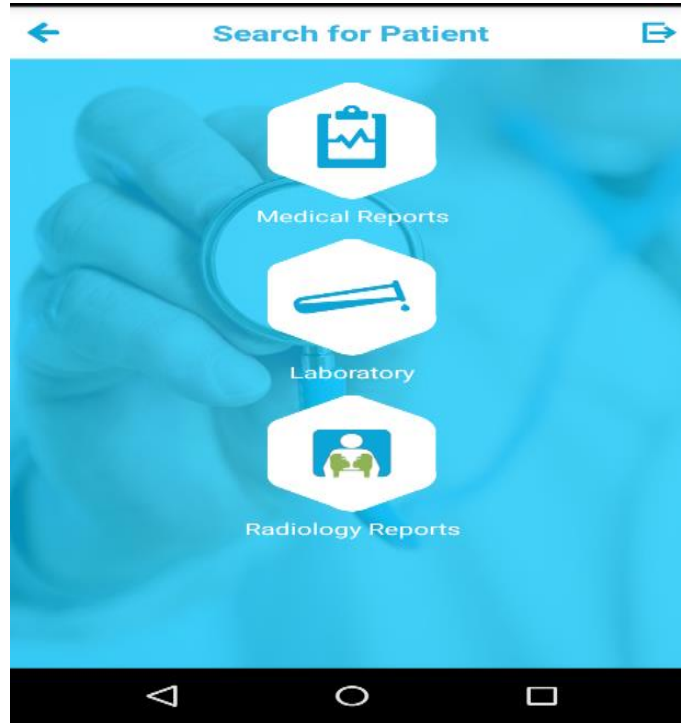 Search for Patient
Medical Reports
Laboratory
Radiology Reports